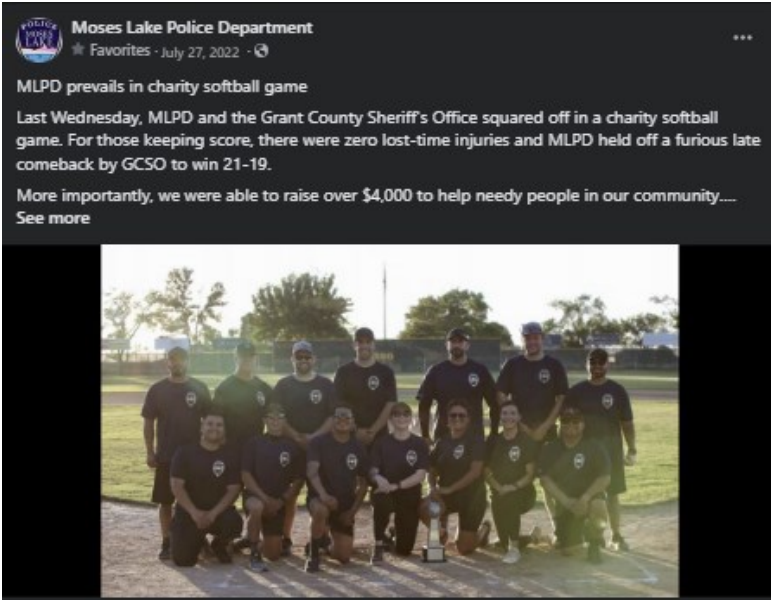 POLICE
MOSES
LAKE
Moses Lake Police Department
Favorites · July 27, 2022 ·
MLPD prevails in charity softball game
Last Wednesday, MLPD and the Grant County Sheriff's Office squared off in a charity softball
game. For those keeping score, there were zero lost-time injuries and MLPD held off a furious late
comeback by GCSO to win 21-19.
More importantly, we were able to raise over $4,000 to help needy people in our community....
See more